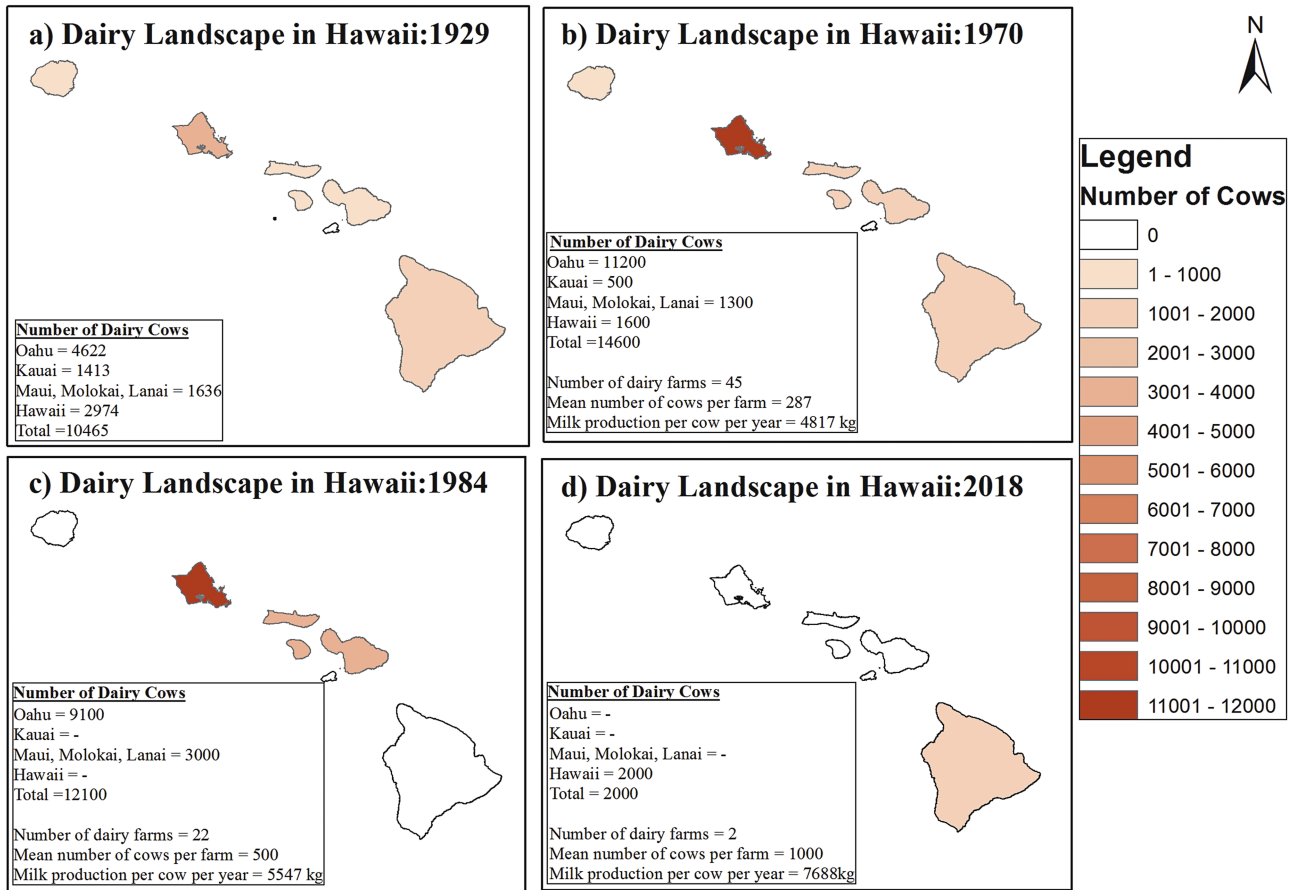 a) Dairy Landscape in Hawaii:1929
Number of Dairy Cows
Oahu = 4622
Kauai = 1413
Maui, Molokai, Lanai = 1636
Hawaii = 2974
Total =10465
b) Dairy Landscape in Hawaii:1970
Number of Dairy Cows
Oahu = 11200
Kauai = 500
Maui, Molokai, Lanai = 1300
Hawaii = 1600
Total =14600
Number of dairy farms = 45
Mean number of cows per farm = 287
Milk production per cow per year = 4817 kg
c) Dairy Landscape in Hawaii:1984
Number of Dairy Cows
Oahu = 9100
Kauai = -
Maui, Molokai, Lanai = 3000
Hawaii = -
Total =12100
Number of dairy farms = 22
Mean number of cows per farm = 500
Milk production per cow per year = 5547 kg
d) Dairy Landscape in Hawaii:2018
Number of Dairy Cows
Oahu = -
Kauai = -
Maui, Molokai, Lanai = -
Hawaii = 2000
Total = 2000
Number of dairy farms = 2
Mean number of cows per farm = 1000
Milk production per cow per year = 7688kg
N
Legend
Number of Cows
0
1 - 1000
1001 - 2000
2001 - 3000
3001 - 4000
4001 - 5000
5001 - 6000
6001 - 7000
7001 - 8000
8001 - 9000
9001 - 10000
10001 - 11000
11001 - 12000